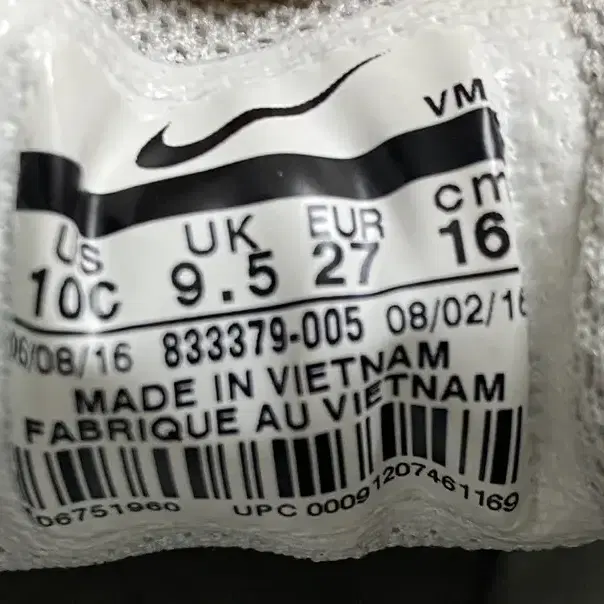 VM
US UK EUR cm
10C 9.5 27 16
06/08/16 833379-005 08/02/16
MADE IN VIETNAM
FABRIQUE AU VIETNAM
D6751960 UPC 00091207461169